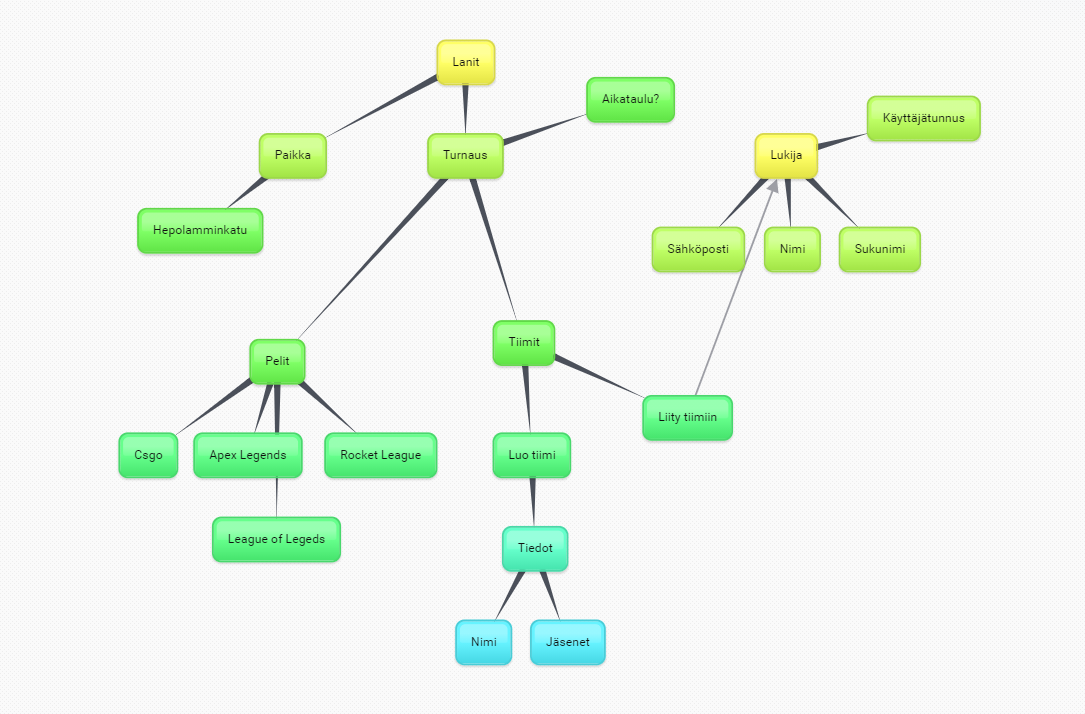 Lanit
Aikataulu?
Käyttäjätunnus
Paikka
Turnaus
Lukija
Hepolamminkatu
Sähköposti
Nimi
Sukunimi
Tiimit
Pelit
Liity tiimiin
Csgo
Apex Legends
Rocket League
Luo tiimi
League of Legeds
Tiedot
Nimi
Jäsenet